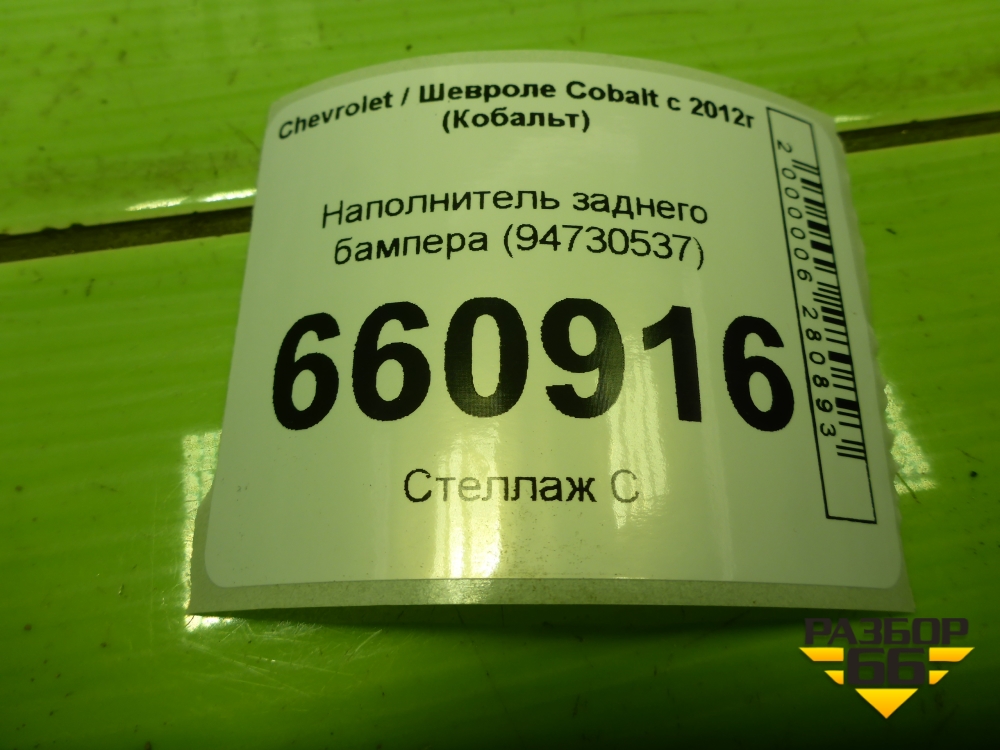 Chevrolet / Шевроле Cobalt с 2012г
(Кобальт)
Наполнитель заднего
бампера (94730537)
660916
Стеллаж С
2000006280893
РАЗБОР
66